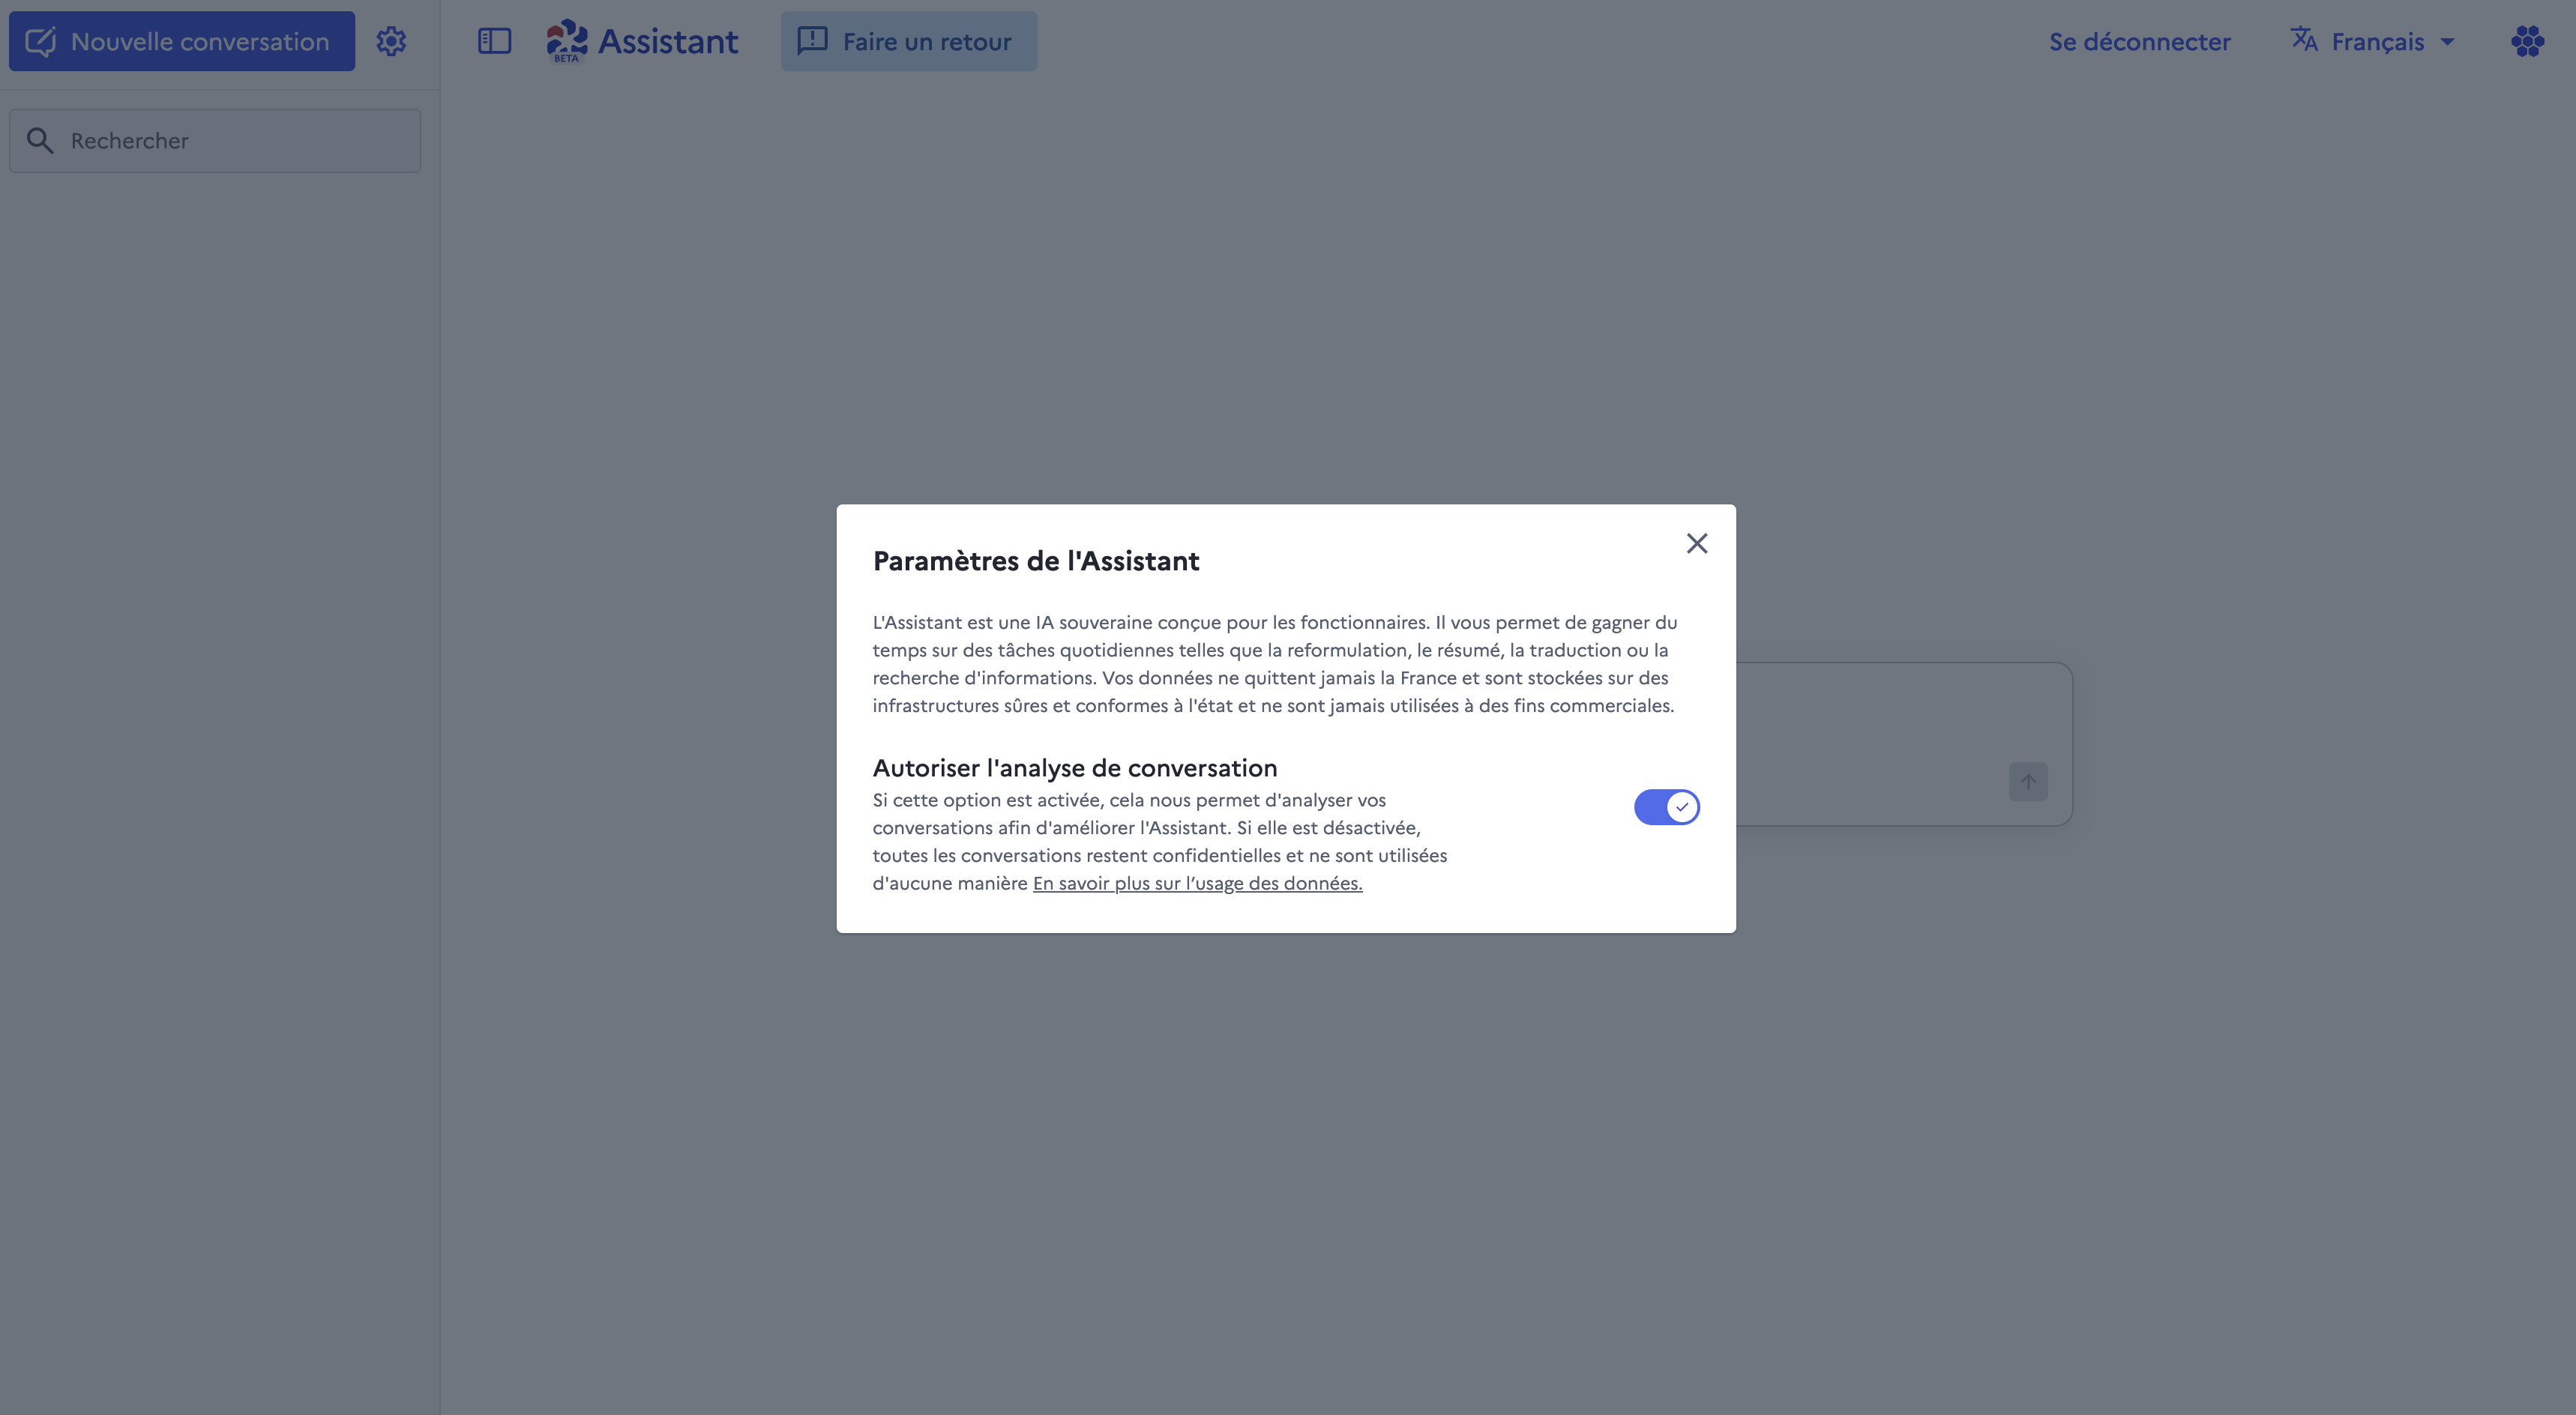 Nouvelle conversation
Assistant
BETA
Faire un retour
Se déconnecter
Français
Rechercher
Paramètres de l'Assistant
L'Assistant est une IA souveraine conçue pour les fonctionnaires. Il vous permet de gagner du
temps sur des tâches quotidiennes telles que la reformulation, le résumé, la traduction ou la
recherche d'informations. Vos données ne quittent jamais la France et sont stockées sur des
infrastructures sûres et conformes à l'état et ne sont jamais utilisées à des fins commerciales.
Autoriser l'analyse de conversation
Si cette option est activée, cela nous permet d'analyser vos
conversations afin d'améliorer l'Assistant. Si elle est désactivée,
toutes les conversations restent confidentielles et ne sont utilisées
d'aucune manière En savoir plus sur l’usage des données.